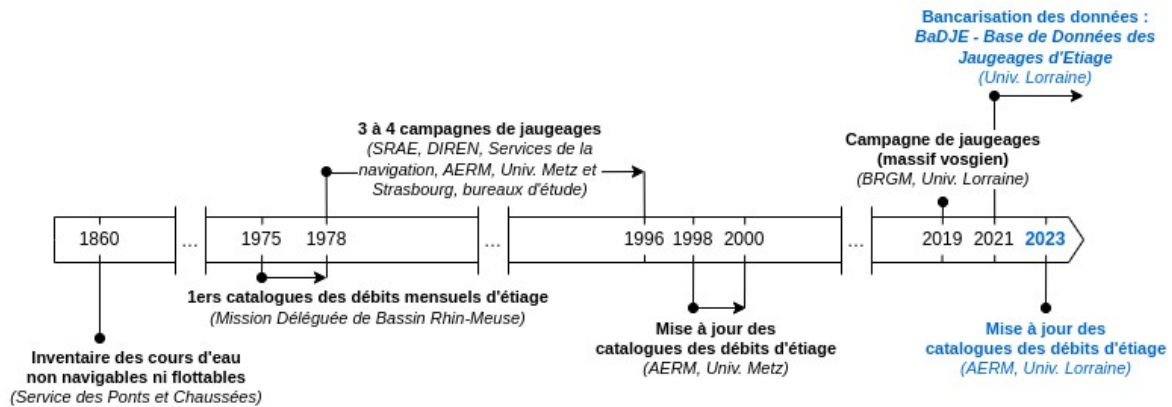 Bancarisation des données :
BaDJE - Base de Données des
Jaugeages d'Etiage
(Univ. Lorraine)
3 à 4 campagnes de jaugeages
(SRAE, DIREN, Services de la
navigation, AERM, Univ. Metz et
Strasbourg, bureaux d'étude)
Campagne de jaugeages
(massif vosgien)
(BRGM, Univ. Lorraine)
1860 ... 1975 1978 ... 1996 1998 2000 ... 2019 2021 2023
1ers catalogues des débits mensuels d'étiage
(Mission Déléguée de Bassin Rhin-Meuse)
Inventaire des cours d'eau
non navigables ni flottables
(Service des Ponts et Chaussées)
Mise à jour des
catalogues des débits d'étiage
(AERM, Univ. Metz)
Mise à jour des
catalogues des débits d'étiage
(AERM, Univ. Lorraine)